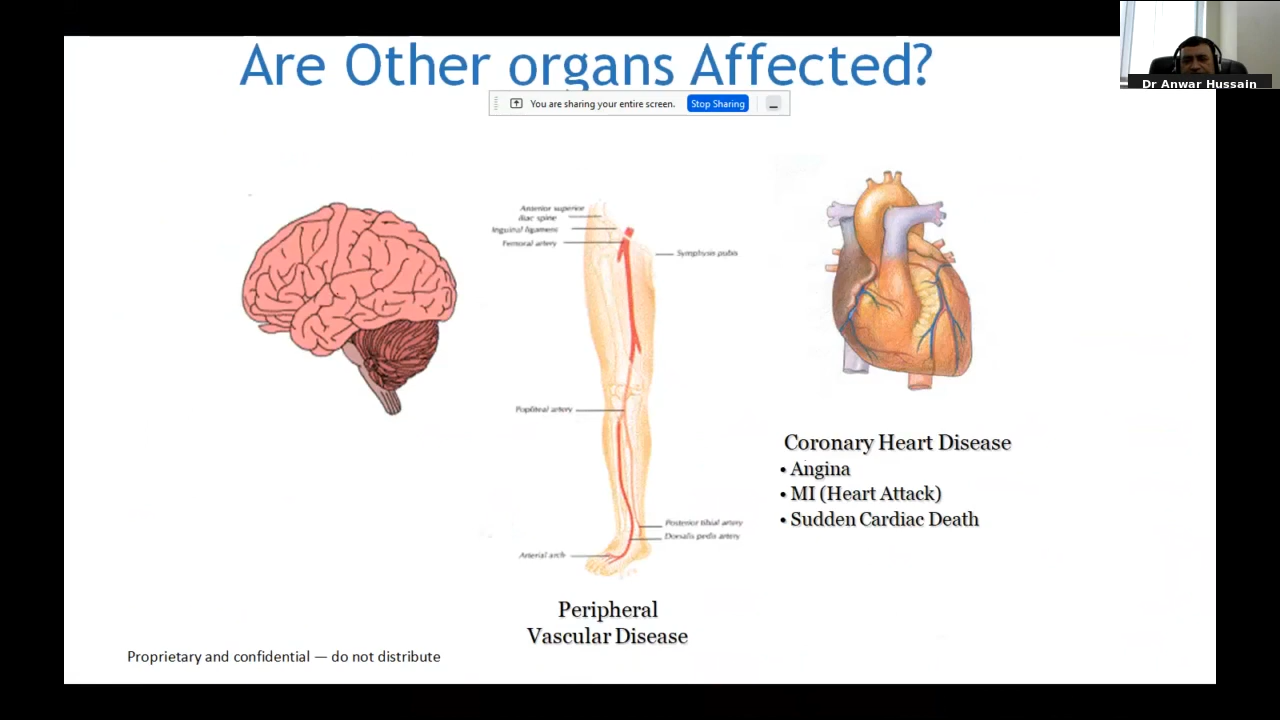 Are Other organs Affected?
You are sharing your entire screen.
Stop Sharing
Dr Anwar Hussain
Anterior superior
iliac spine
Inguinal ligament
Femoral artery
Symphysis pubis
Popliteal artery
Posterior tibial artery
Dorsalis pedis artery
Arterial arch
Peripheral
Vascular Disease
Coronary Heart Disease
• Angina
• MI (Heart Attack)
• Sudden Cardiac Death
Proprietary and confidential — do not distribute